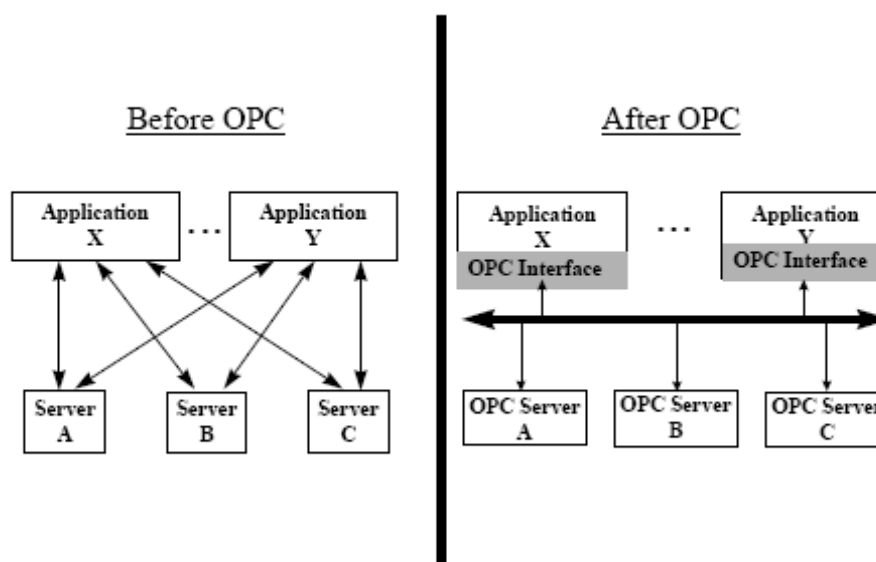 Before OPC
Application
X
...
Application
Y
Server
A
Server
B
Server
C
After OPC
Application
X
OPC Interface
...
Application
Y
OPC Interface
OPC Server
A
OPC Server
B
OPC Server
C